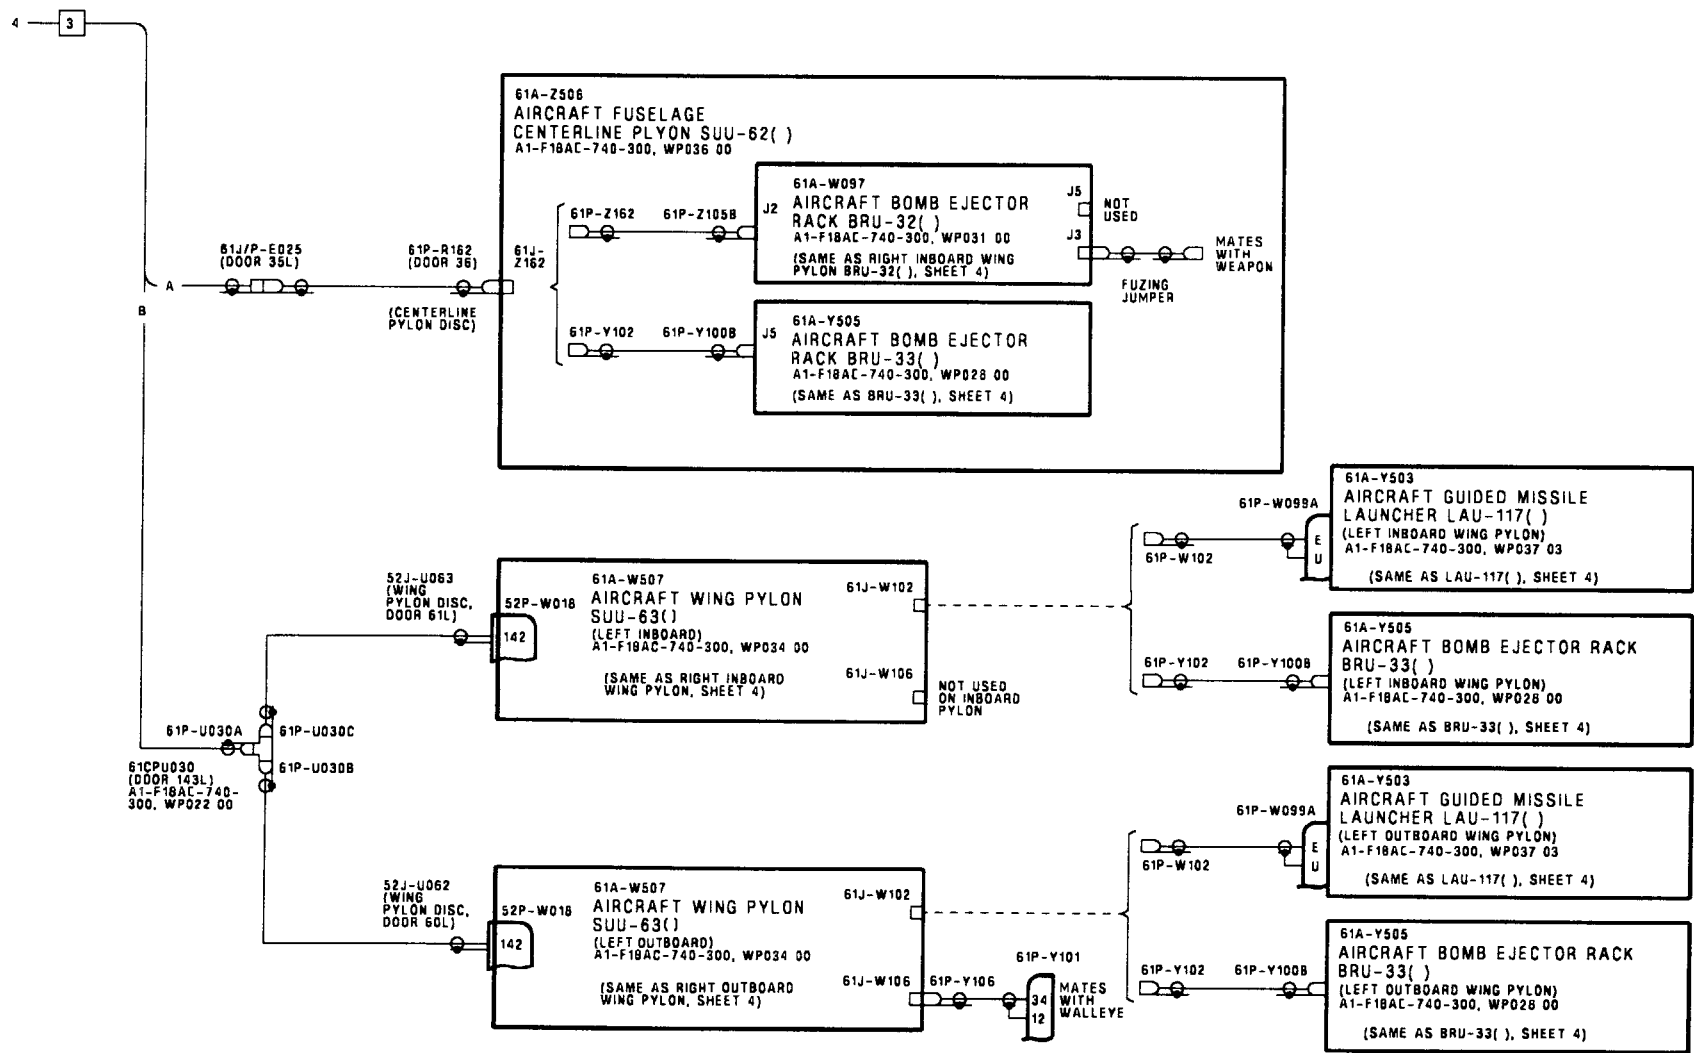 4
3
A
B
61J/P-E025
(DOOR 35L)
61P-R162
(DOOR 36)
(CENTERLINE
PYLON DISC)
61A-Z506
AIRCRAFT FUSELAGE
CENTERLINE PLYON SUU-62( )
A1-F18AC-740-300, WP036 00
61J-
Z162
61P-Z162
61P-Z105B
J2
61A-W097
AIRCRAFT BOMB EJECTOR
RACK BRU-32( )
A1-F18AC-740-300, WP031 00
(SAME AS RIGHT INBOARD WING
PYLON BRU-32( ), SHEET 4)
J5
NOT
USED
J3
FUZING
JUMPER
MATES
WITH
WEAPON
61P-Y102
61P-Y100B
J5
61A-Y505
AIRCRAFT BOMB EJECTOR
RACK BRU-33( )
A1-F18AC-740-300, WP028 00
(SAME AS BRU-33( ), SHEET 4)
52J-U063
(WING
PYLON DISC,
DOOR 61L)
52P-W018
142
61A-W507
AIRCRAFT WING PYLON
SUU-63()
(LEFT INBOARD)
A1-F18AC-740-300, WP034 00
(SAME AS RIGHT INBOARD
WING PYLON, SHEET 4)
61J-W102
61J-W106
NOT USED
ON INBOARD
PYLON
61P-W102
61P-W099A
E
U
61A-Y503
AIRCRAFT GUIDED MISSILE
LAUNCHER LAU-117( )
(LEFT INBOARD WING PYLON)
A1-F18AC-740-300, WP037 03
(SAME AS LAU-117( ), SHEET 4)
61P-Y102
61P-Y100B
61A-Y505
AIRCRAFT BOMB EJECTOR RACK
BRU-33( )
(LEFT INBOARD WING PYLON)
A1-F18AC-740-300, WP028 00
(SAME AS BRU-33( ), SHEET 4)
61P-U030A
61P-U030C
61P-U030B
61CPU030
(DOOR 143L)
A1-F18AC-740-
300, WP022 00
52J-U062
(WING
PYLON DISC,
DOOR 60L)
52P-W018
142
61A-W507
AIRCRAFT WING PYLON
SUU-63()
(LEFT OUTBOARD)
A1-F18AC-740-300, WP034 00
(SAME AS RIGHT OUTBOARD
WING PYLON, SHEET 4)
61J-W102
61J-W106
61P-Y106
61P-Y101
34
12
MATES
WITH
WALLEYE
61P-W102
61P-W099A
E
U
61A-Y503
AIRCRAFT GUIDED MISSILE
LAUNCHER LAU-117( )
(LEFT OUTBOARD WING PYLON)
A1-F18AC-740-300, WP037 03
(SAME AS LAU-117( ), SHEET 4)
61P-Y102
61P-Y100B
61A-Y505
AIRCRAFT BOMB EJECTOR RACK
BRU-33( )
(LEFT OUTBOARD WING PYLON)
A1-F18AC-740-300, WP028 00
(SAME AS BRU-33( ), SHEET 4)